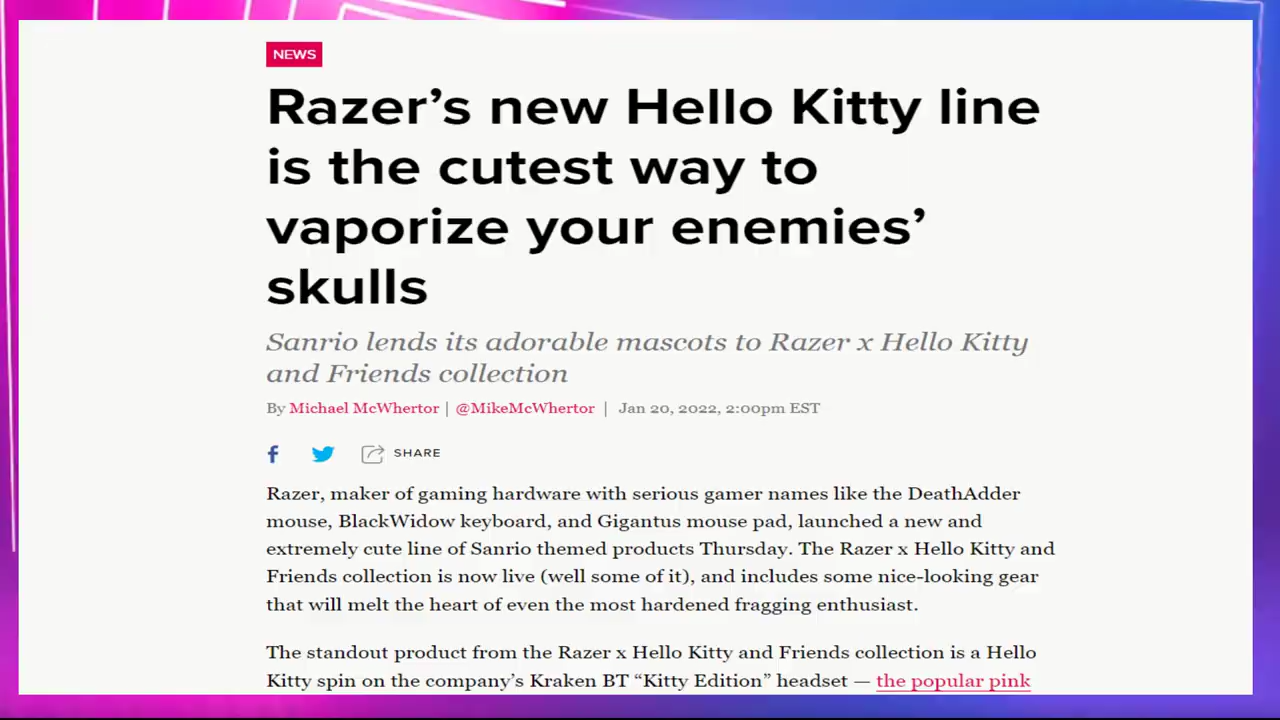 NEWS
Razer’s new Hello Kitty line
is the cutest way to
vaporize your enemies’
skulls
Sanrio lends its adorable mascots to Razer x Hello Kitty
and Friends collection
By Michael McWhertor | @MikeMcWhertor | Jan 20, 2022, 2:00pm EST
f SHARE
Razer, maker of gaming hardware with serious gamer names like the DeathAdder
mouse, BlackWidow keyboard, and Gigantus mouse pad, launched a new and
extremely cute line of Sanrio themed products Thursday. The Razer x Hello Kitty and
Friends collection is now live (well some of it), and includes some nice-looking gear
that will melt the heart of even the most hardened fragging enthusiast.
The standout product from the Razer x Hello Kitty and Friends collection is a Hello
Kitty spin on the company’s Kraken BT “Kitty Edition” headset — the popular pink